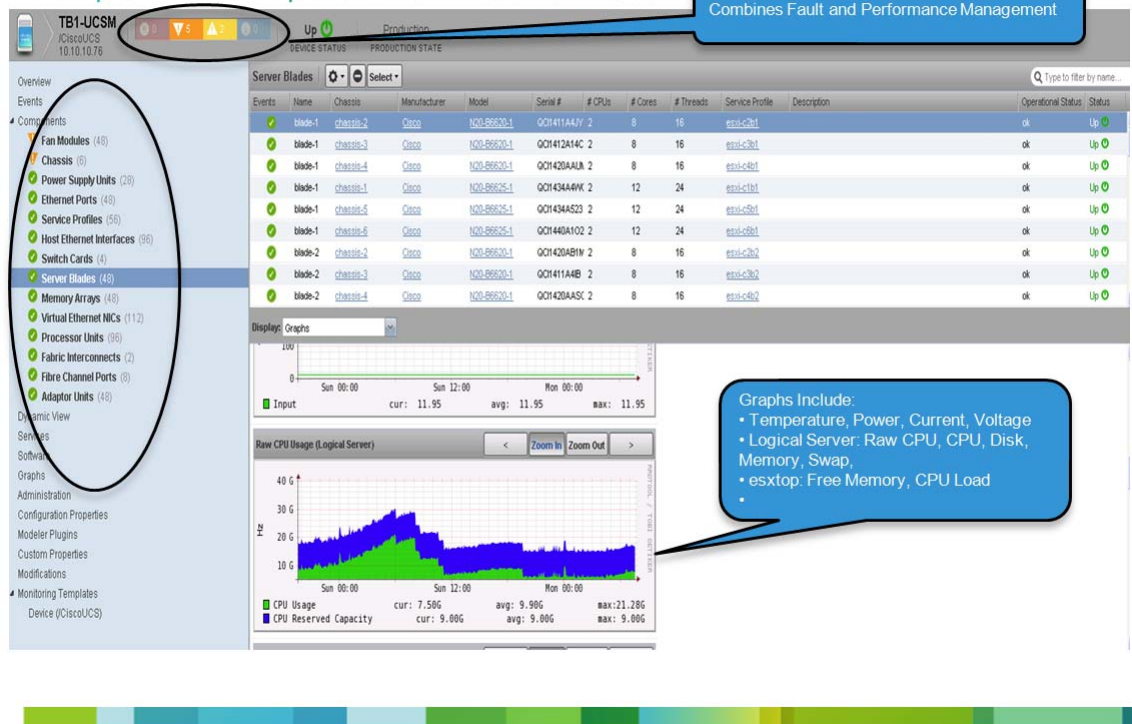 Combines Fault and Performance Management
TB1-UCSM
/CiscoUCS
10.10.10.76
0 5 2 0
Up
DEVICE STATUS
Production
PRODUCTION STATE
Overview
Events
Components
Fan Modules (48)
Chassis (6)
Power Supply Units (28)
Ethernet Ports (48)
Service Profiles (56)
Host Ethernet Interfaces (96)
Switch Cards (4)
Server Blades (48)
Memory Arrays (48)
Virtual Ethernet NICs (112)
Processor Units (96)
Fabric Interconnects (2)
Fibre Channel Ports (8)
Adaptor Units (48)
Dynamic View
Services
Software
Graphs
Administration
Configuration Properties
Modeler Plugins
Custom Properties
Modifications
Monitoring Templates
Device (/CiscoUCS)
Server Blades Select Type to filter by name...
Events Name Chassis Manufacturer Model Serial # # CPUs # Cores # Threads Service Profile Description Operational Status Status
blade-1 chassis-2 Cisco N20-B6620-1 QCI1411A4JY 2 8 16 esxi-c2b1 ok Up
blade-1 chassis-3 Cisco N20-B6620-1 QCI1412A14C 2 8 16 esxi-c3b1 ok Up
blade-1 chassis-4 Cisco N20-B6620-1 2 8 16 esxi-c4b1 ok Up
blade-1 chassis-1 Cisco N20-B6625-1 2 12 24 esxi-c1b1 ok Up
blade-1 chassis-5 Cisco N20-B6625-1 QCI1434A523 2 12 24 esxi-c5b1 ok Up
blade-1 chassis-6 Cisco N20-B6625-1 QCI1440A1O2 2 12 24 esxi-c6b1 ok Up
blade-2 chassis-2 Cisco N20-B6620-1 2 8 16 esxi-c2b2 ok Up
blade-2 chassis-3 Cisco N20-B6620-1 2 8 16 esxi-c3b2 ok Up
blade-2 chassis-4 Cisco N20-B6620-1 2 8 16 esxi-c4b2 ok Up
Display: Graphs
100
0
Sun 00:00 Sun 12:00 Mon 00:00
Input cur: 11.95 avg: 11.95 max: 11.95
Raw CPU Usage (Logical Server) < Zoom In Zoom Out >
40 G
30 G
20 G
10 G
Hz
RRDTOOL / TOBI OETIKER
Sun 00:00 Sun 12:00 Mon 00:00
CPU Usage cur: 7.50G avg: 9.90G max:21.28G
CPU Reserved Capacity cur: 9.00G avg: 9.00G max: 9.00G
Graphs Include:
• Temperature, Power, Current, Voltage
• Logical Server: Raw CPU, CPU, Disk,
Memory, Swap,
• esxtop: Free Memory, CPU Load
•